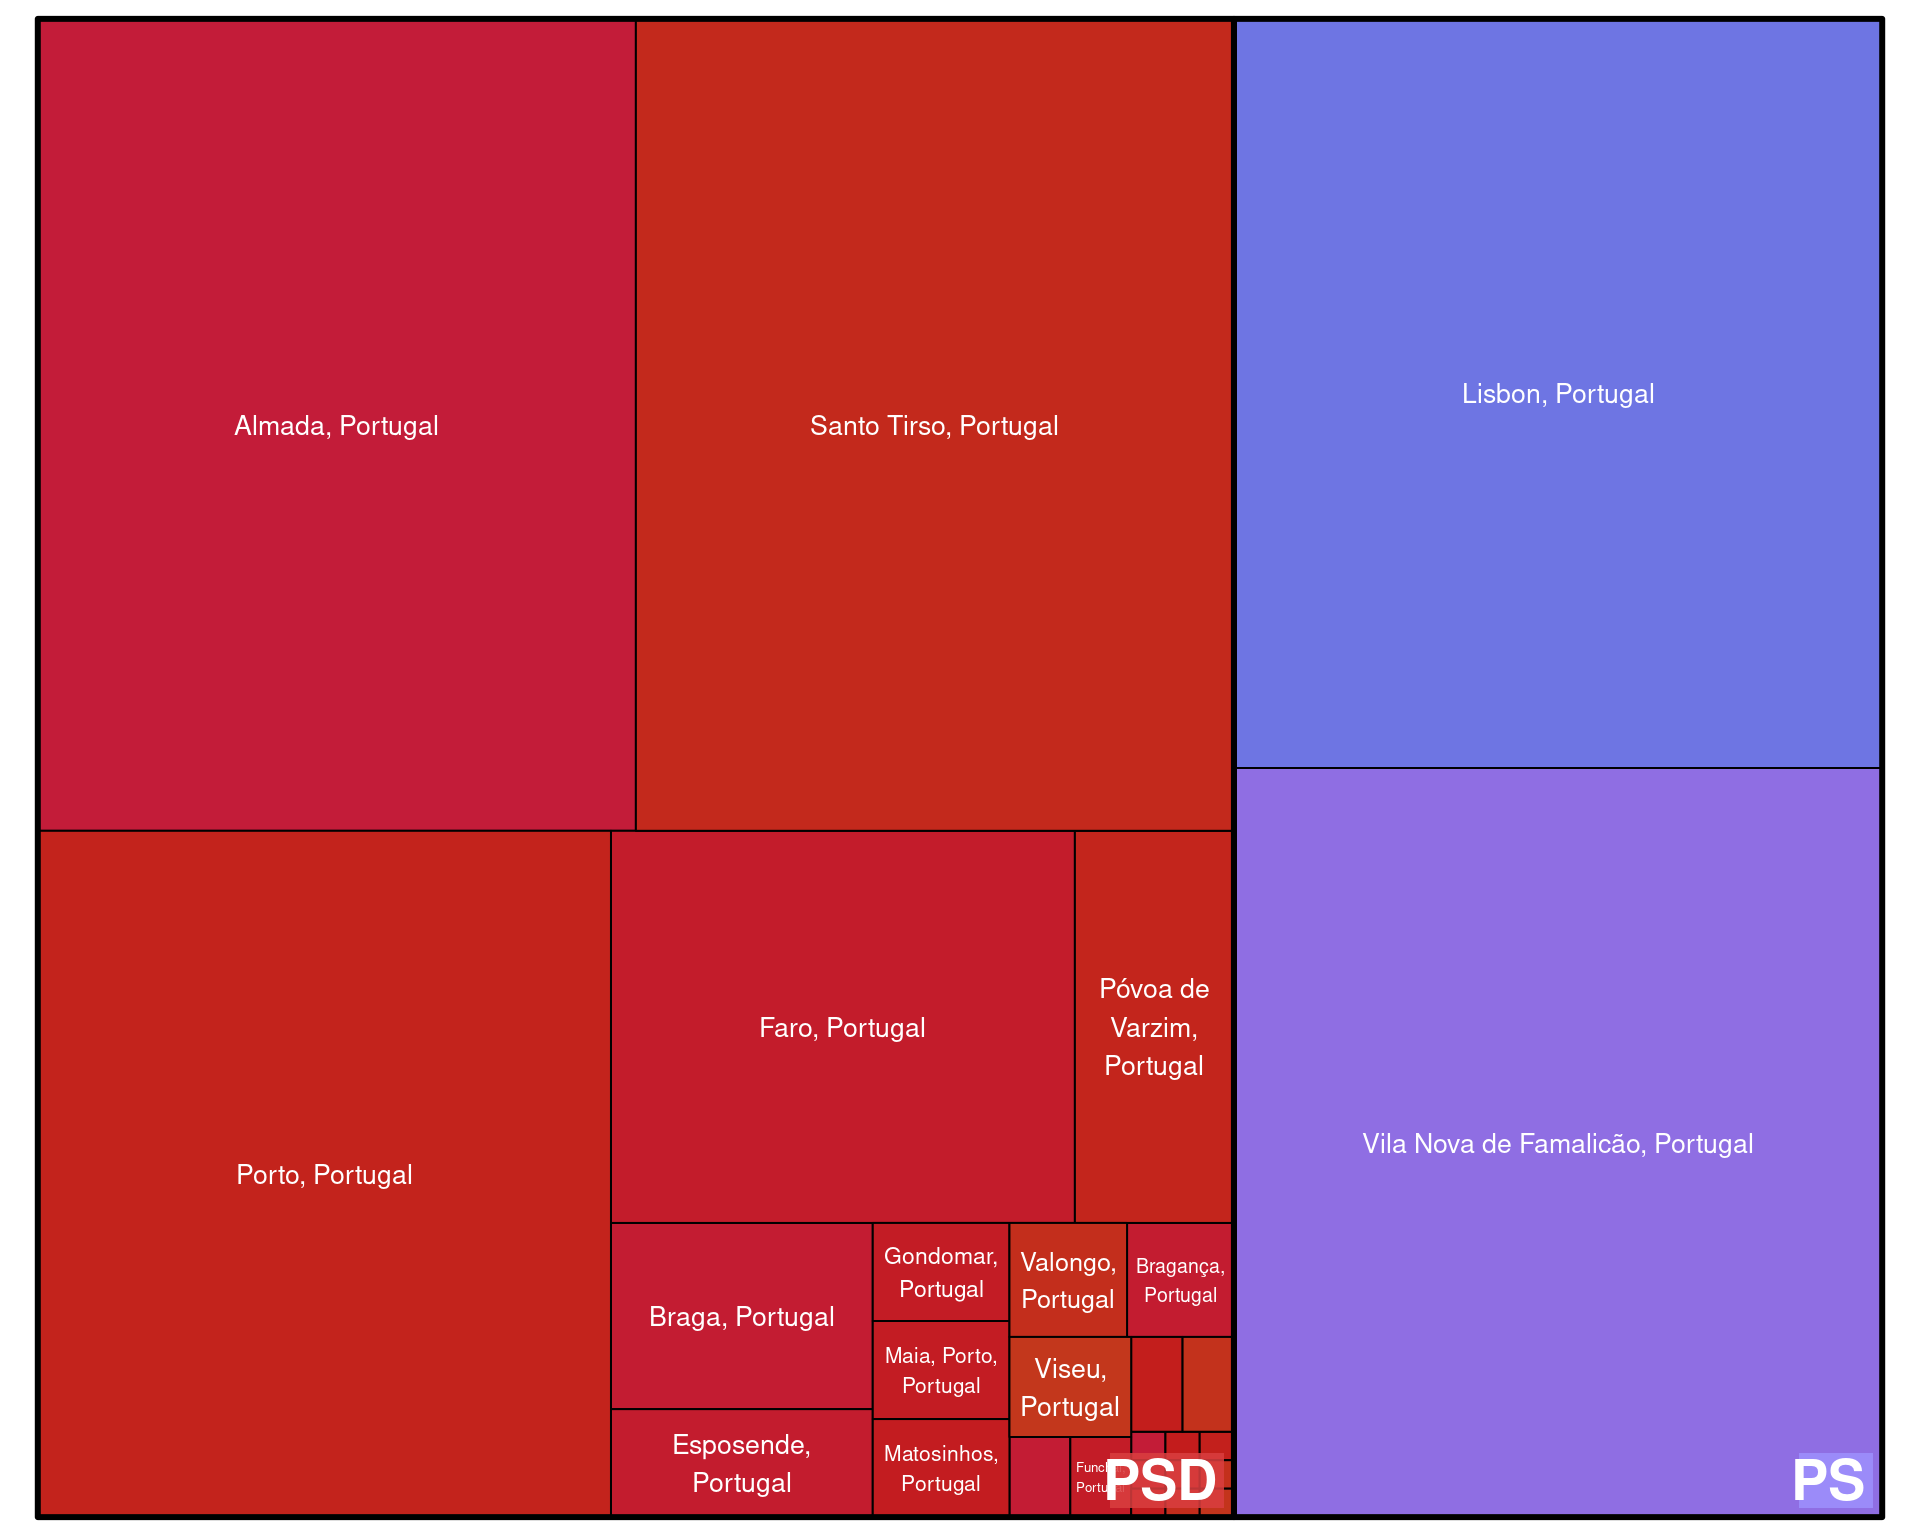 Almada, Portugal
Santo Tirso, Portugal
Lisbon, Portugal
Porto, Portugal
Faro, Portugal
Póvoa de
Varzim,
Portugal
Vila Nova de Famalicão, Portugal
Braga, Portugal
Gondomar,
Portugal
Valongo,
Portugal
Bragança,
Portugal
Maia, Porto,
Portugal
Viseu,
Portugal
Esposende,
Portugal
Matosinhos,
Portugal
PSD
PS